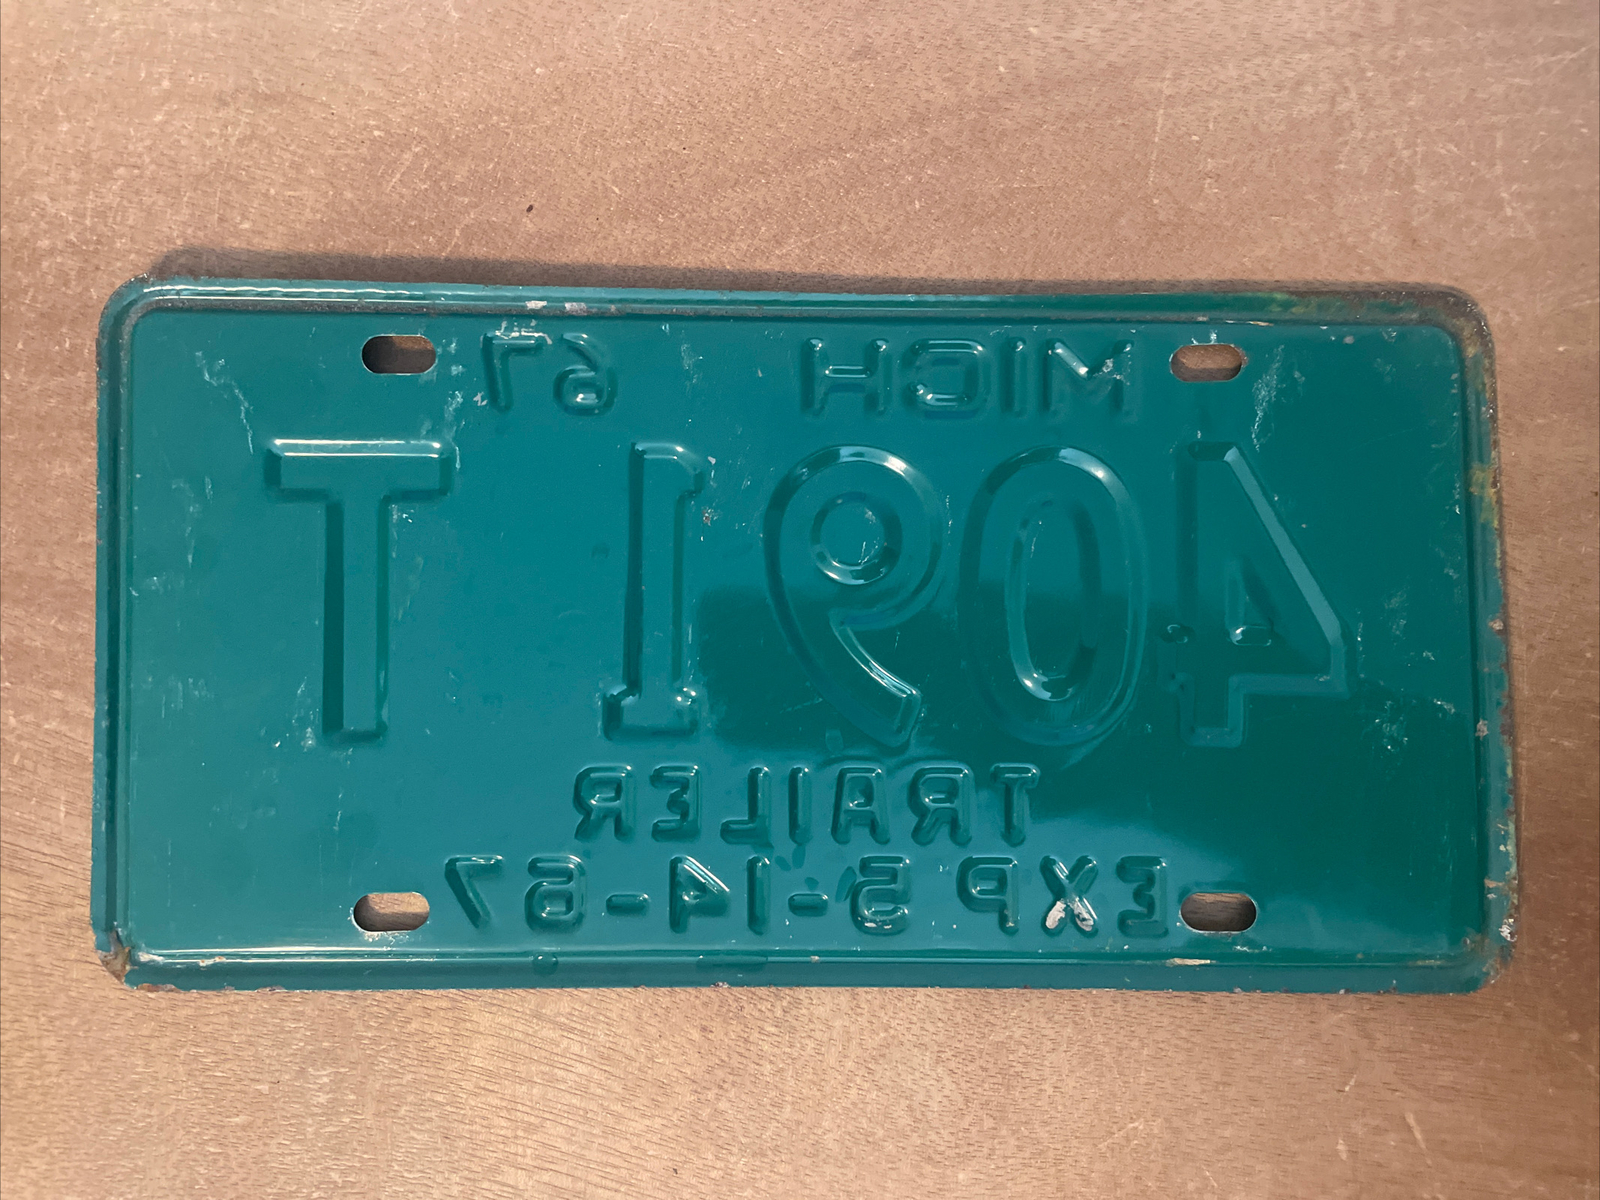 MICH 67
4091 T
TRAILER
EXP 5-14-67